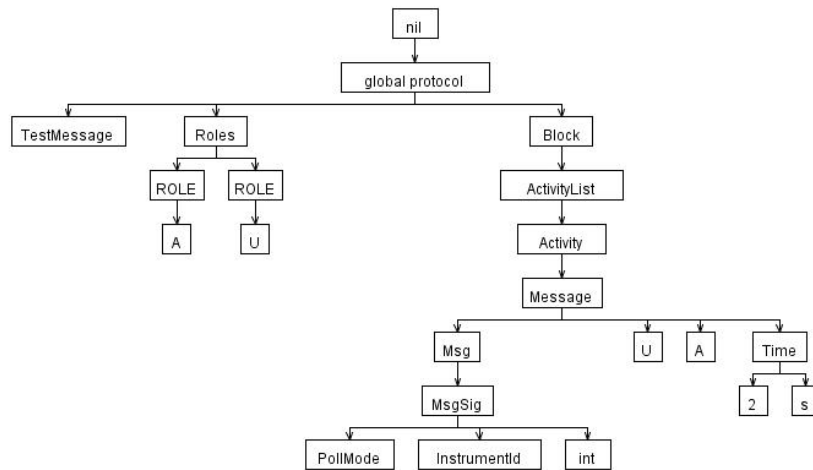 nil
global protocol
TestMessage Roles Block
ROLE ROLE ActivityList
A U Activity
Message
Msg U A Time
MsgSig 2 s
PollMode InstrumentId int